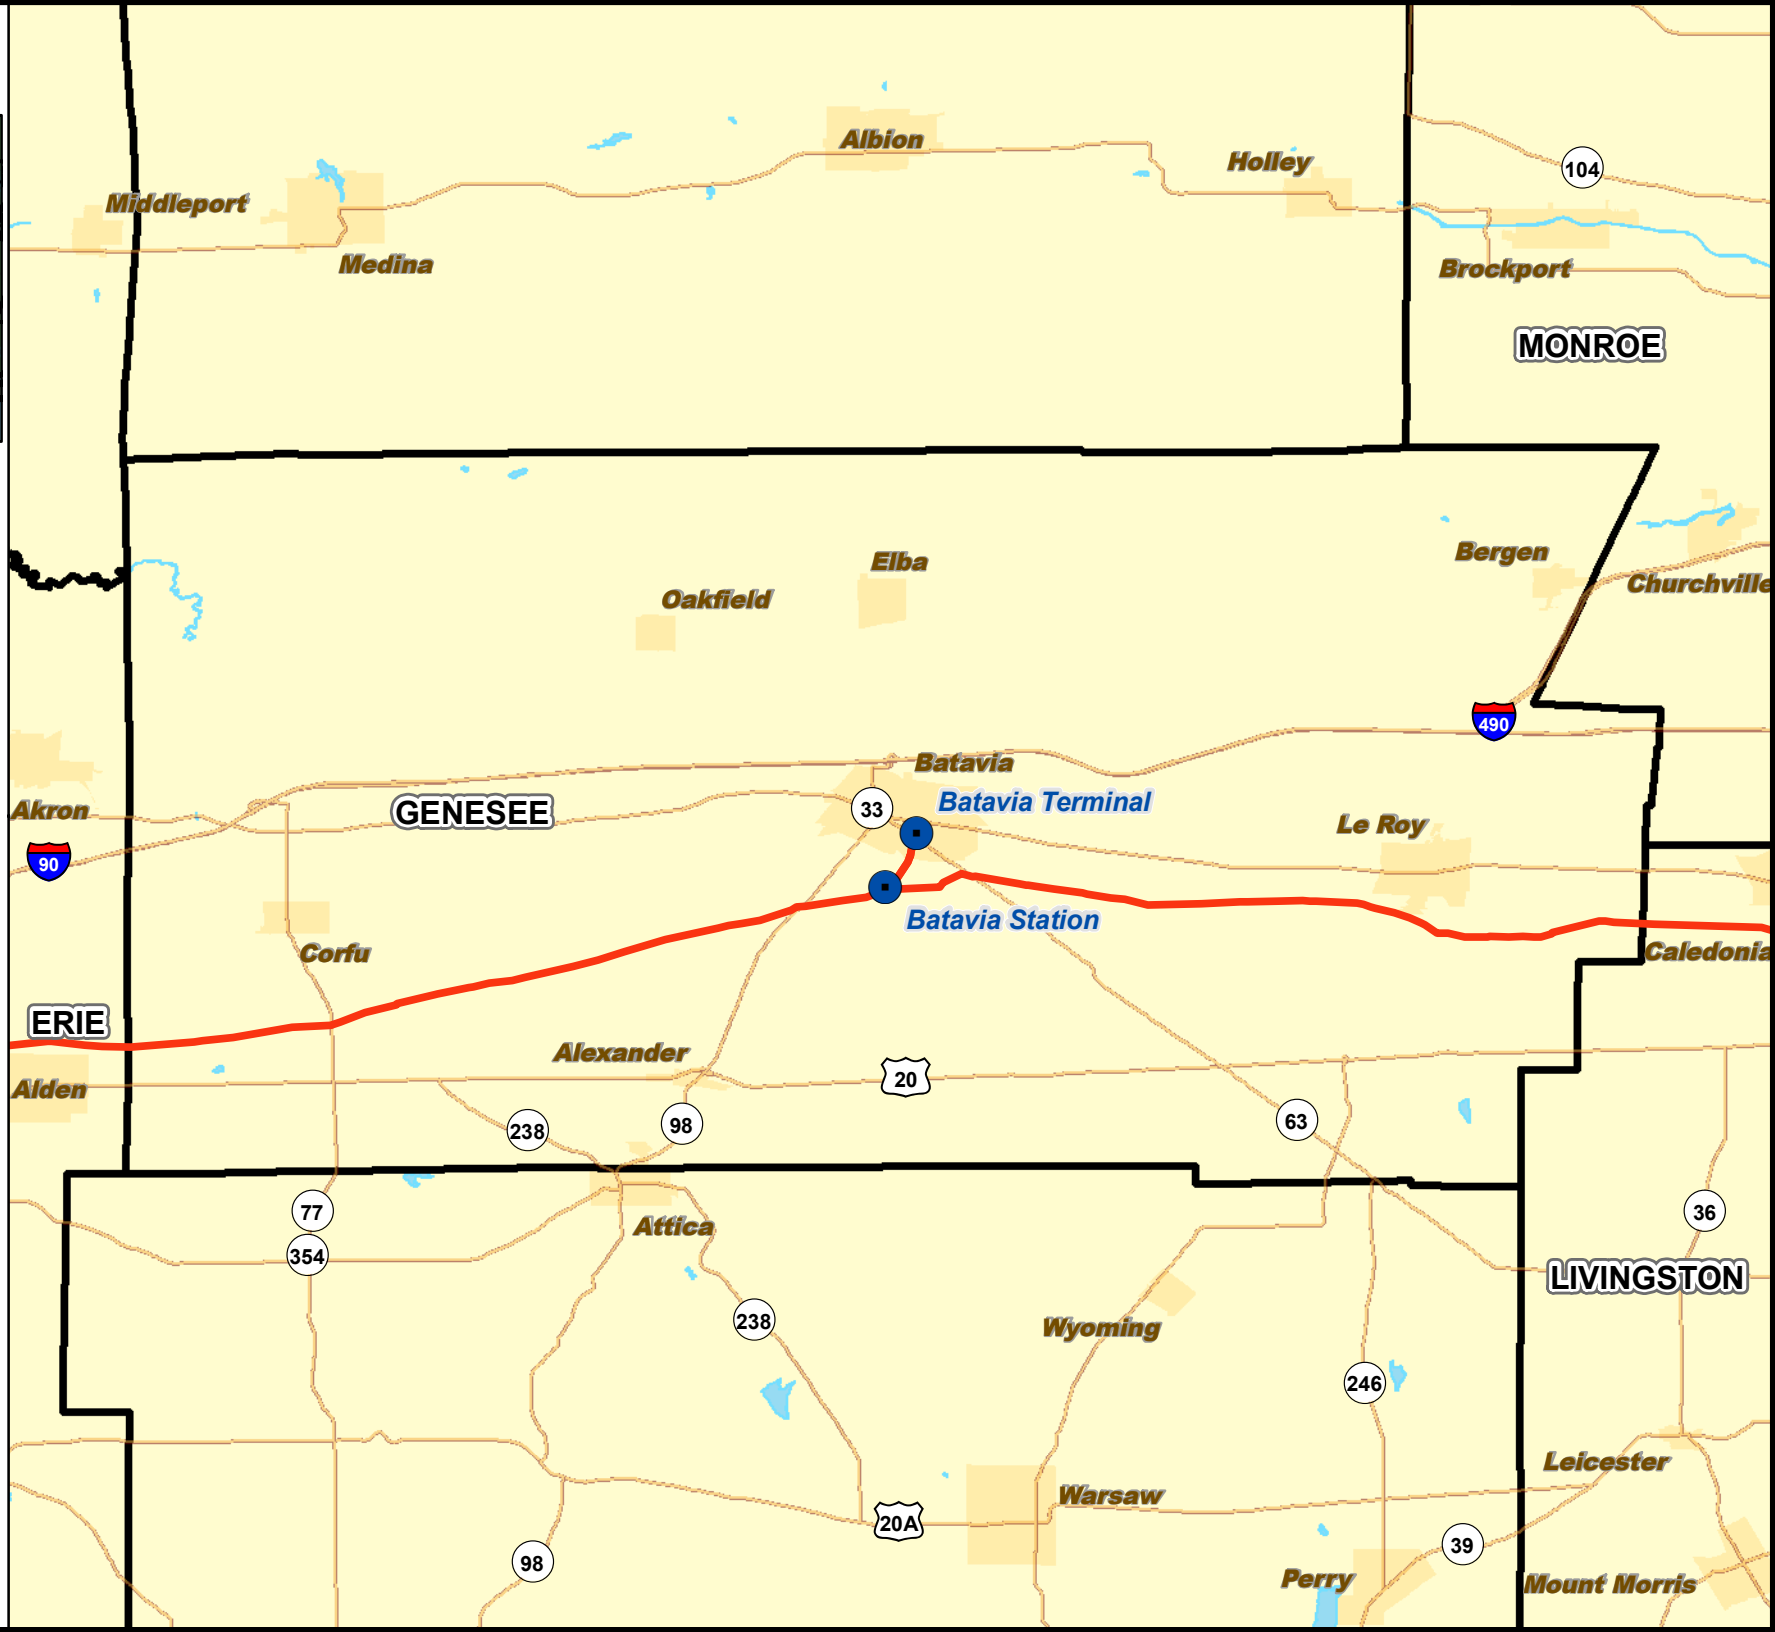 Albion
Holley
104
Middleport
Medina
Brockport
MONROE
Bergen
Elba
Churchville
Oakfield
490
Batavia
Batavia Terminal
Akron
GENESEE
33
Le Roy
90
Batavia Station
Corfu
Caledonia
ERIE
Alexander
20
Alden
98
63
238
77
36
Attica
354
LIVINGSTON
238
Wyoming
246
Leicester
Warsaw
20A
39
98
Perry
Mount Morris